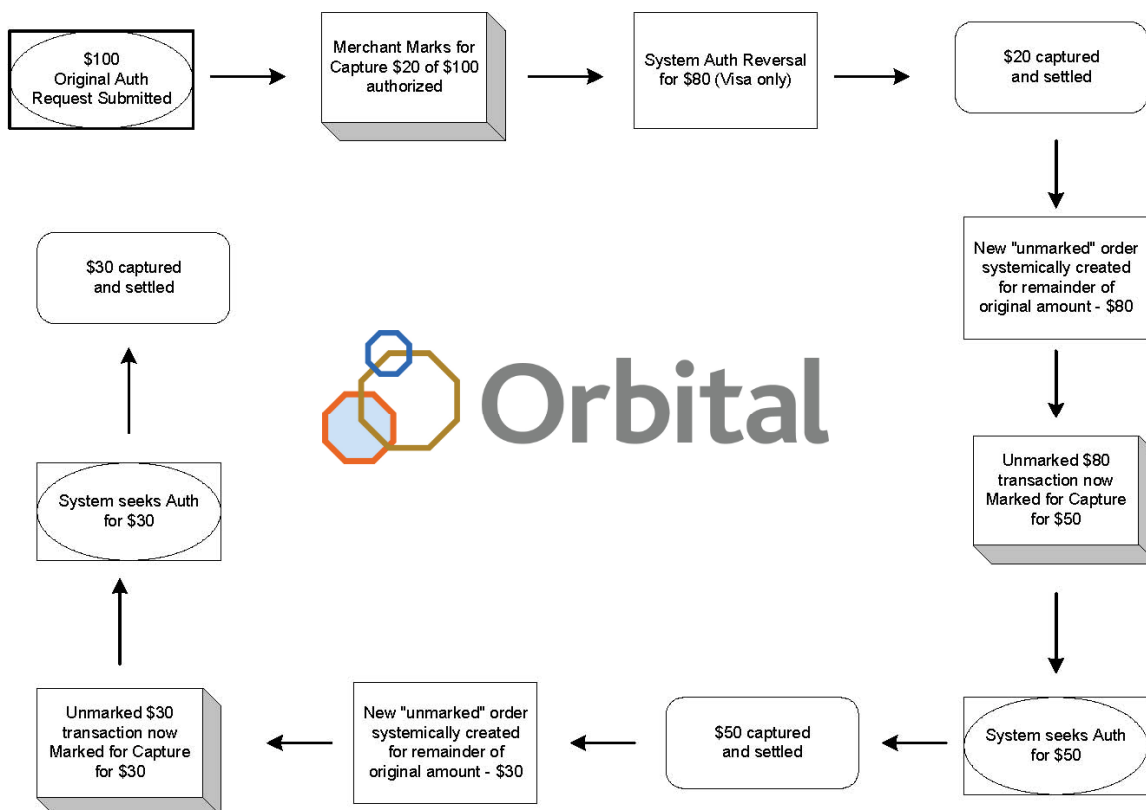 $100
Original Auth
Request Submitted
Merchant Marks for
Capture $20 of $100
authorized
System Auth Reversal
for $80 (Visa only)
$20 captured
and settled
New "unmarked" order
systemically created
for remainder of
original amount - $80
Unmarked $80
transaction now
Marked for Capture
for $50
System seeks Auth
for $50
$50 captured
and settled
New "unmarked" order
systemically created
for remainder of
original amount - $30
Unmarked $30
transaction now
Marked for Capture
for $30
System seeks Auth
for $30
$30 captured
and settled
Orbital